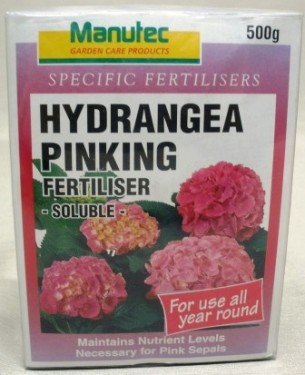 Manutec
GARDEN CARE PRODUCTS
500g
SPECIFIC FERTILISERS
HYDRANGEA
PINKING
FERTILISER
- SOLUBLE -
For use all
year round
Maintains Nutrient Levels
Necessary for Pink Sepals